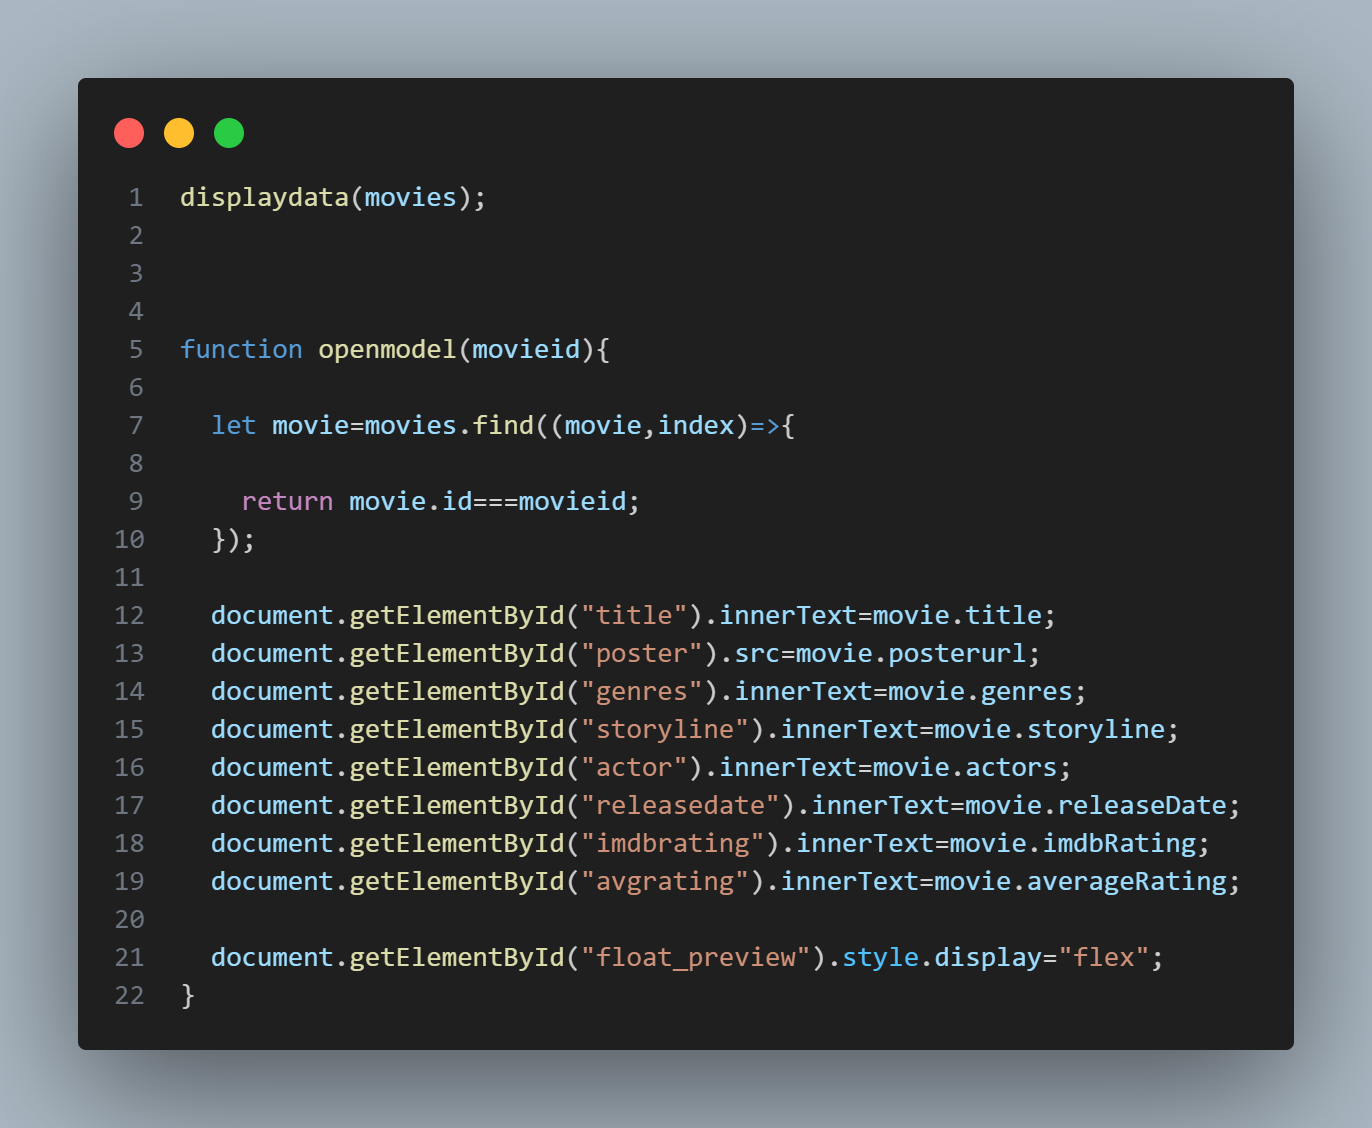 1 displaydata(movies);
2
3
4
5 function openmodel(movieid){
6
7   let movie=movies.find((movie,index)=>{
8
9     return movie.id===movieid;
10   });
11
12   document.getElementById("title").innerText=movie.title;
13   document.getElementById("poster").src=movie.posterurl;
14   document.getElementById("genres").innerText=movie.genres;
15   document.getElementById("storyline").innerText=movie.storyline;
16   document.getElementById("actor").innerText=movie.actors;
17   document.getElementById("releasedate").innerText=movie.releaseDate;
18   document.getElementById("imdbrating").innerText=movie.imdbRating;
19   document.getElementById("avgrating").innerText=movie.averageRating;
20
21   document.getElementById("float_preview").style.display="flex";
22 }